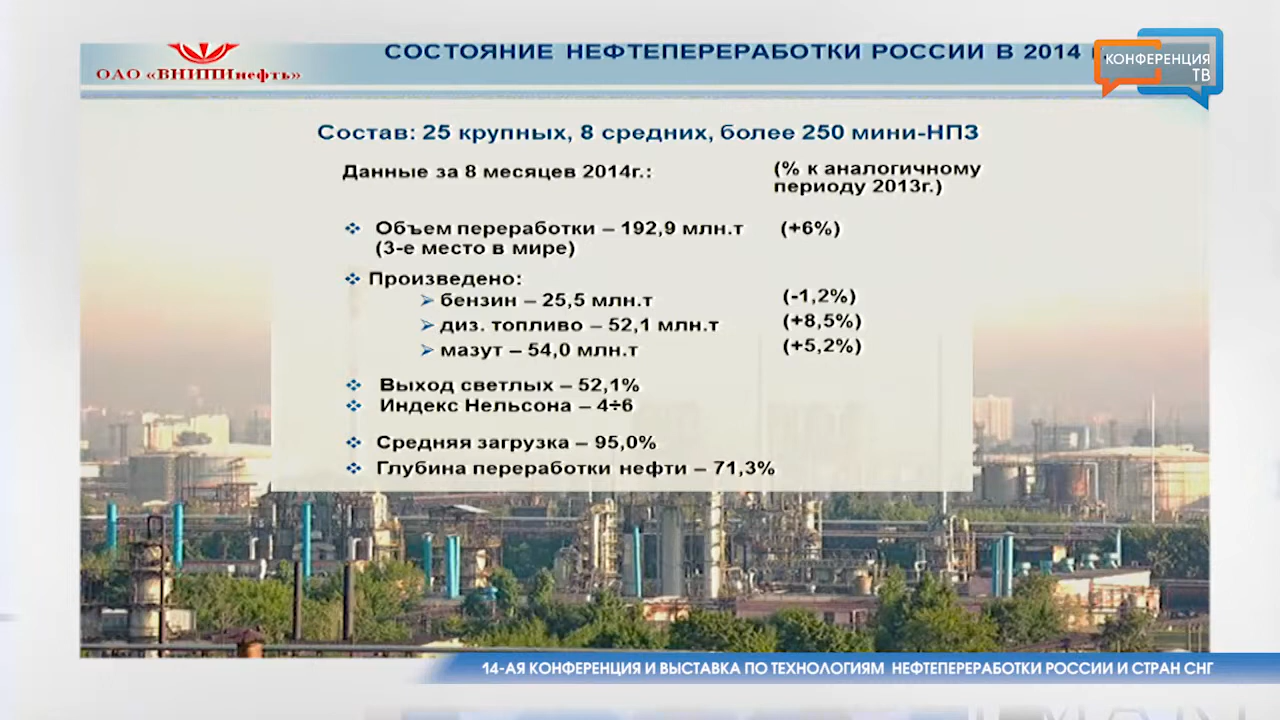 ОАО «ВНИПИнефть»
СОСТОЯНИЕ НЕФТЕПЕРЕРАБОТКИ РОССИИ В 2014
КОНФЕРЕНЦИЯ
ТВ
Состав: 25 крупных, 8 средних, более 250 мини-НПЗ
Данные за 8 месяцев 2014г.:
(% к аналогичному
периоду 2013г.)
Объем переработки – 192,9 млн.т (+6%)
(3-е место в мире)
Произведено:
бензин – 25,5 млн.т (-1,2%)
диз. топливо – 52,1 млн.т (+8,5%)
мазут – 54,0 млн.т (+5,2%)
Выход светлых – 52,1%
Индекс Нельсона – 4÷6
Средняя загрузка – 95,0%
Глубина переработки нефти – 71,3%
14-АЯ КОНФЕРЕНЦИЯ И ВЫСТАВКА ПО ТЕХНОЛОГИЯМ НЕФТЕПЕРЕРАБОТКИ РОССИИ И СТРАН СНГ